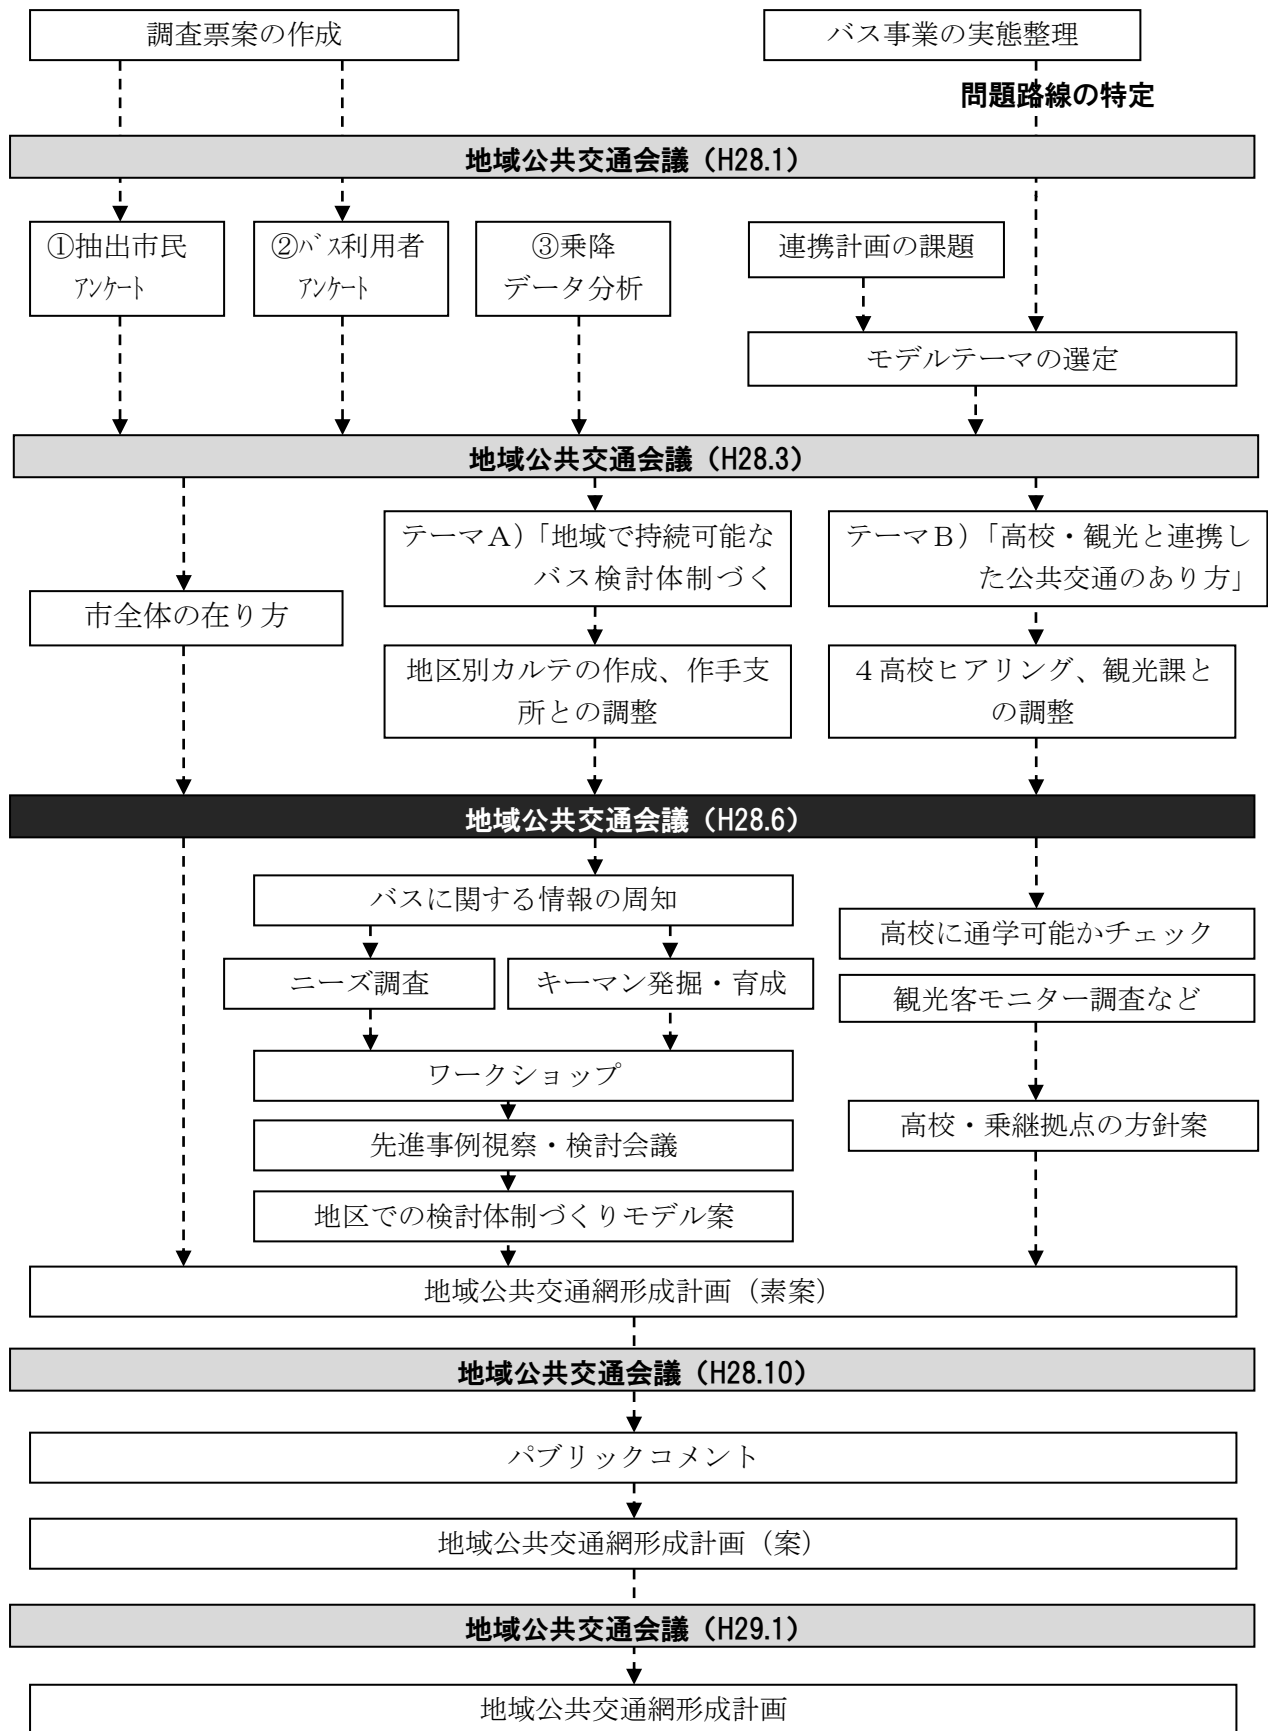 調査票案の作成
バス事業の実態整理
問題路線の特定
地域公共交通会議（H28.1）
①抽出市民
ｱﾝｹｰﾄ
②ﾊﾞｽ利用者
ｱﾝｹｰﾄ
③乗降
データ分析
連携計画の課題
モデルテーマの選定
地域公共交通会議（H28.3）
市全体の在り方
テーマＡ）「地域で持続可能な
バス検討体制づく
テーマＢ）「高校・観光と連携し
た公共交通のあり方」
地区別カルテの作成、作手支
所との調整
４高校ヒアリング、観光課と
の調整
地域公共交通会議（H28.6）
バスに関する情報の周知
ニーズ調査
キーマン発掘・育成
ワークショップ
先進事例視察・検討会議
地区での検討体制づくりモデル案
高校に通学可能かチェック
観光客モニター調査など
高校・乗継拠点の方針案
地域公共交通網形成計画（素案）
地域公共交通会議（H28.10）
パブリックコメント
地域公共交通網形成計画（案）
地域公共交通会議（H29.1）
地域公共交通網形成計画